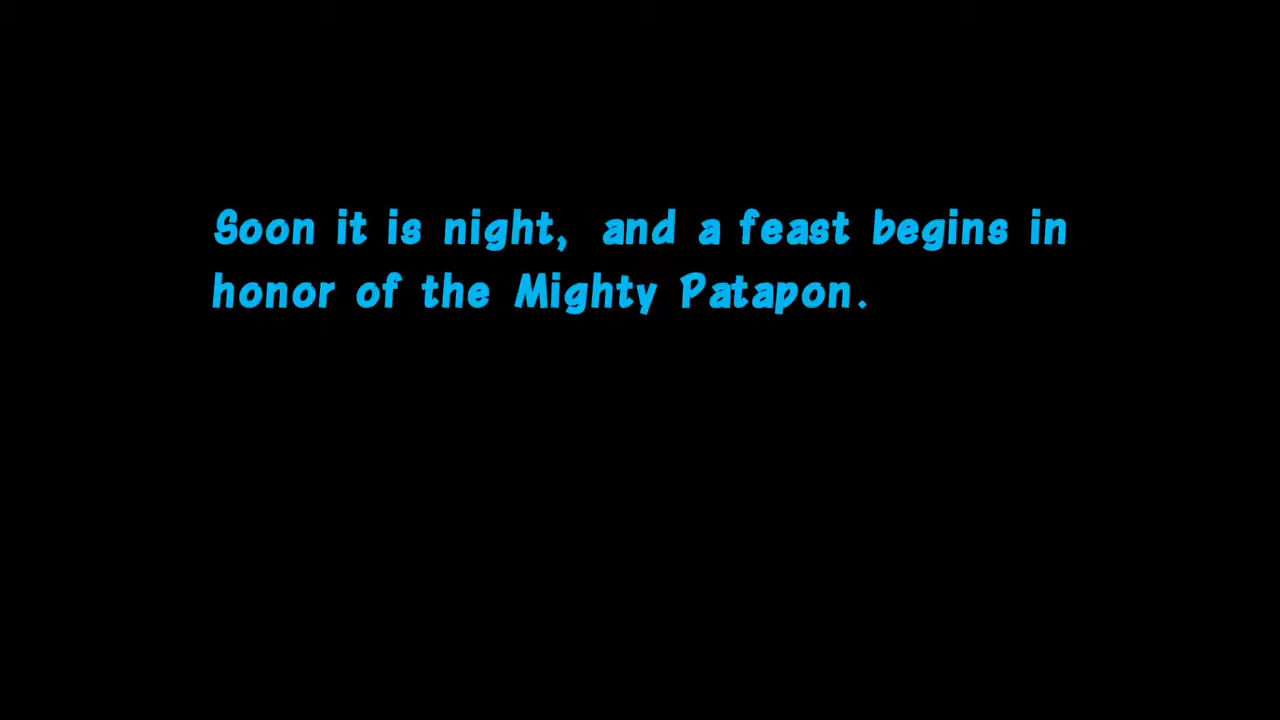 Soon it is night, and a feast begins in
honor of the Mighty Patapon.